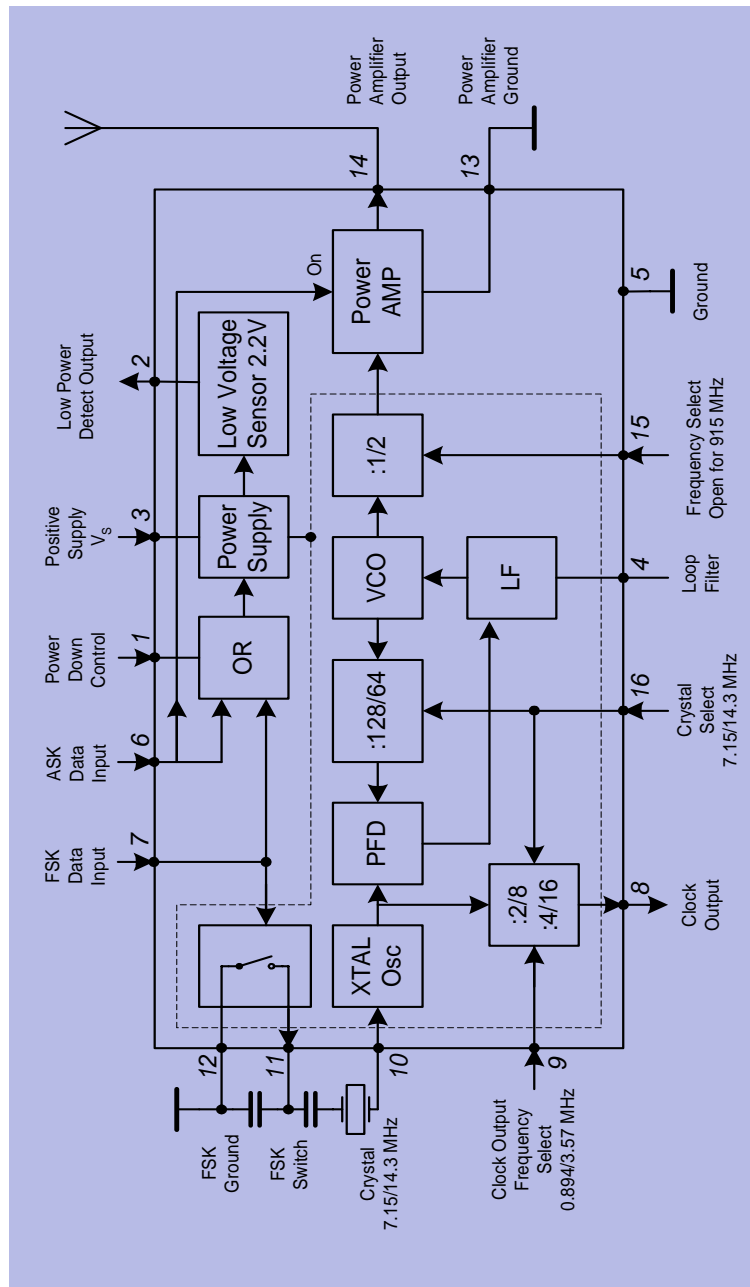 FSK
Data
Input
7
ASK
Data
Input
6
Power
Down
Control
1
Positive
Supply
VS
3
Low Power
Detect Output
2
OR
Power
Supply
Low Voltage
Sensor 2.2V
On
Power
AMP
Power
Amplifier
Output
14
Power
Amplifier
Ground
13
FSK
Ground
12
FSK
Switch
11
Crystal
7.15/14.3 MHz
10
XTAL
Osc
PFD
:128/64
VCO
:1/2
LF
:2/8
:4/16
Clock Output
Frequency
Select
0.894/3.57 MHz
9
8
Clock
Output
16
Crystal
Select
7.15/14.3 MHz
4
Loop
Filter
15
Frequency Select
Open for 915 MHz
5
Ground